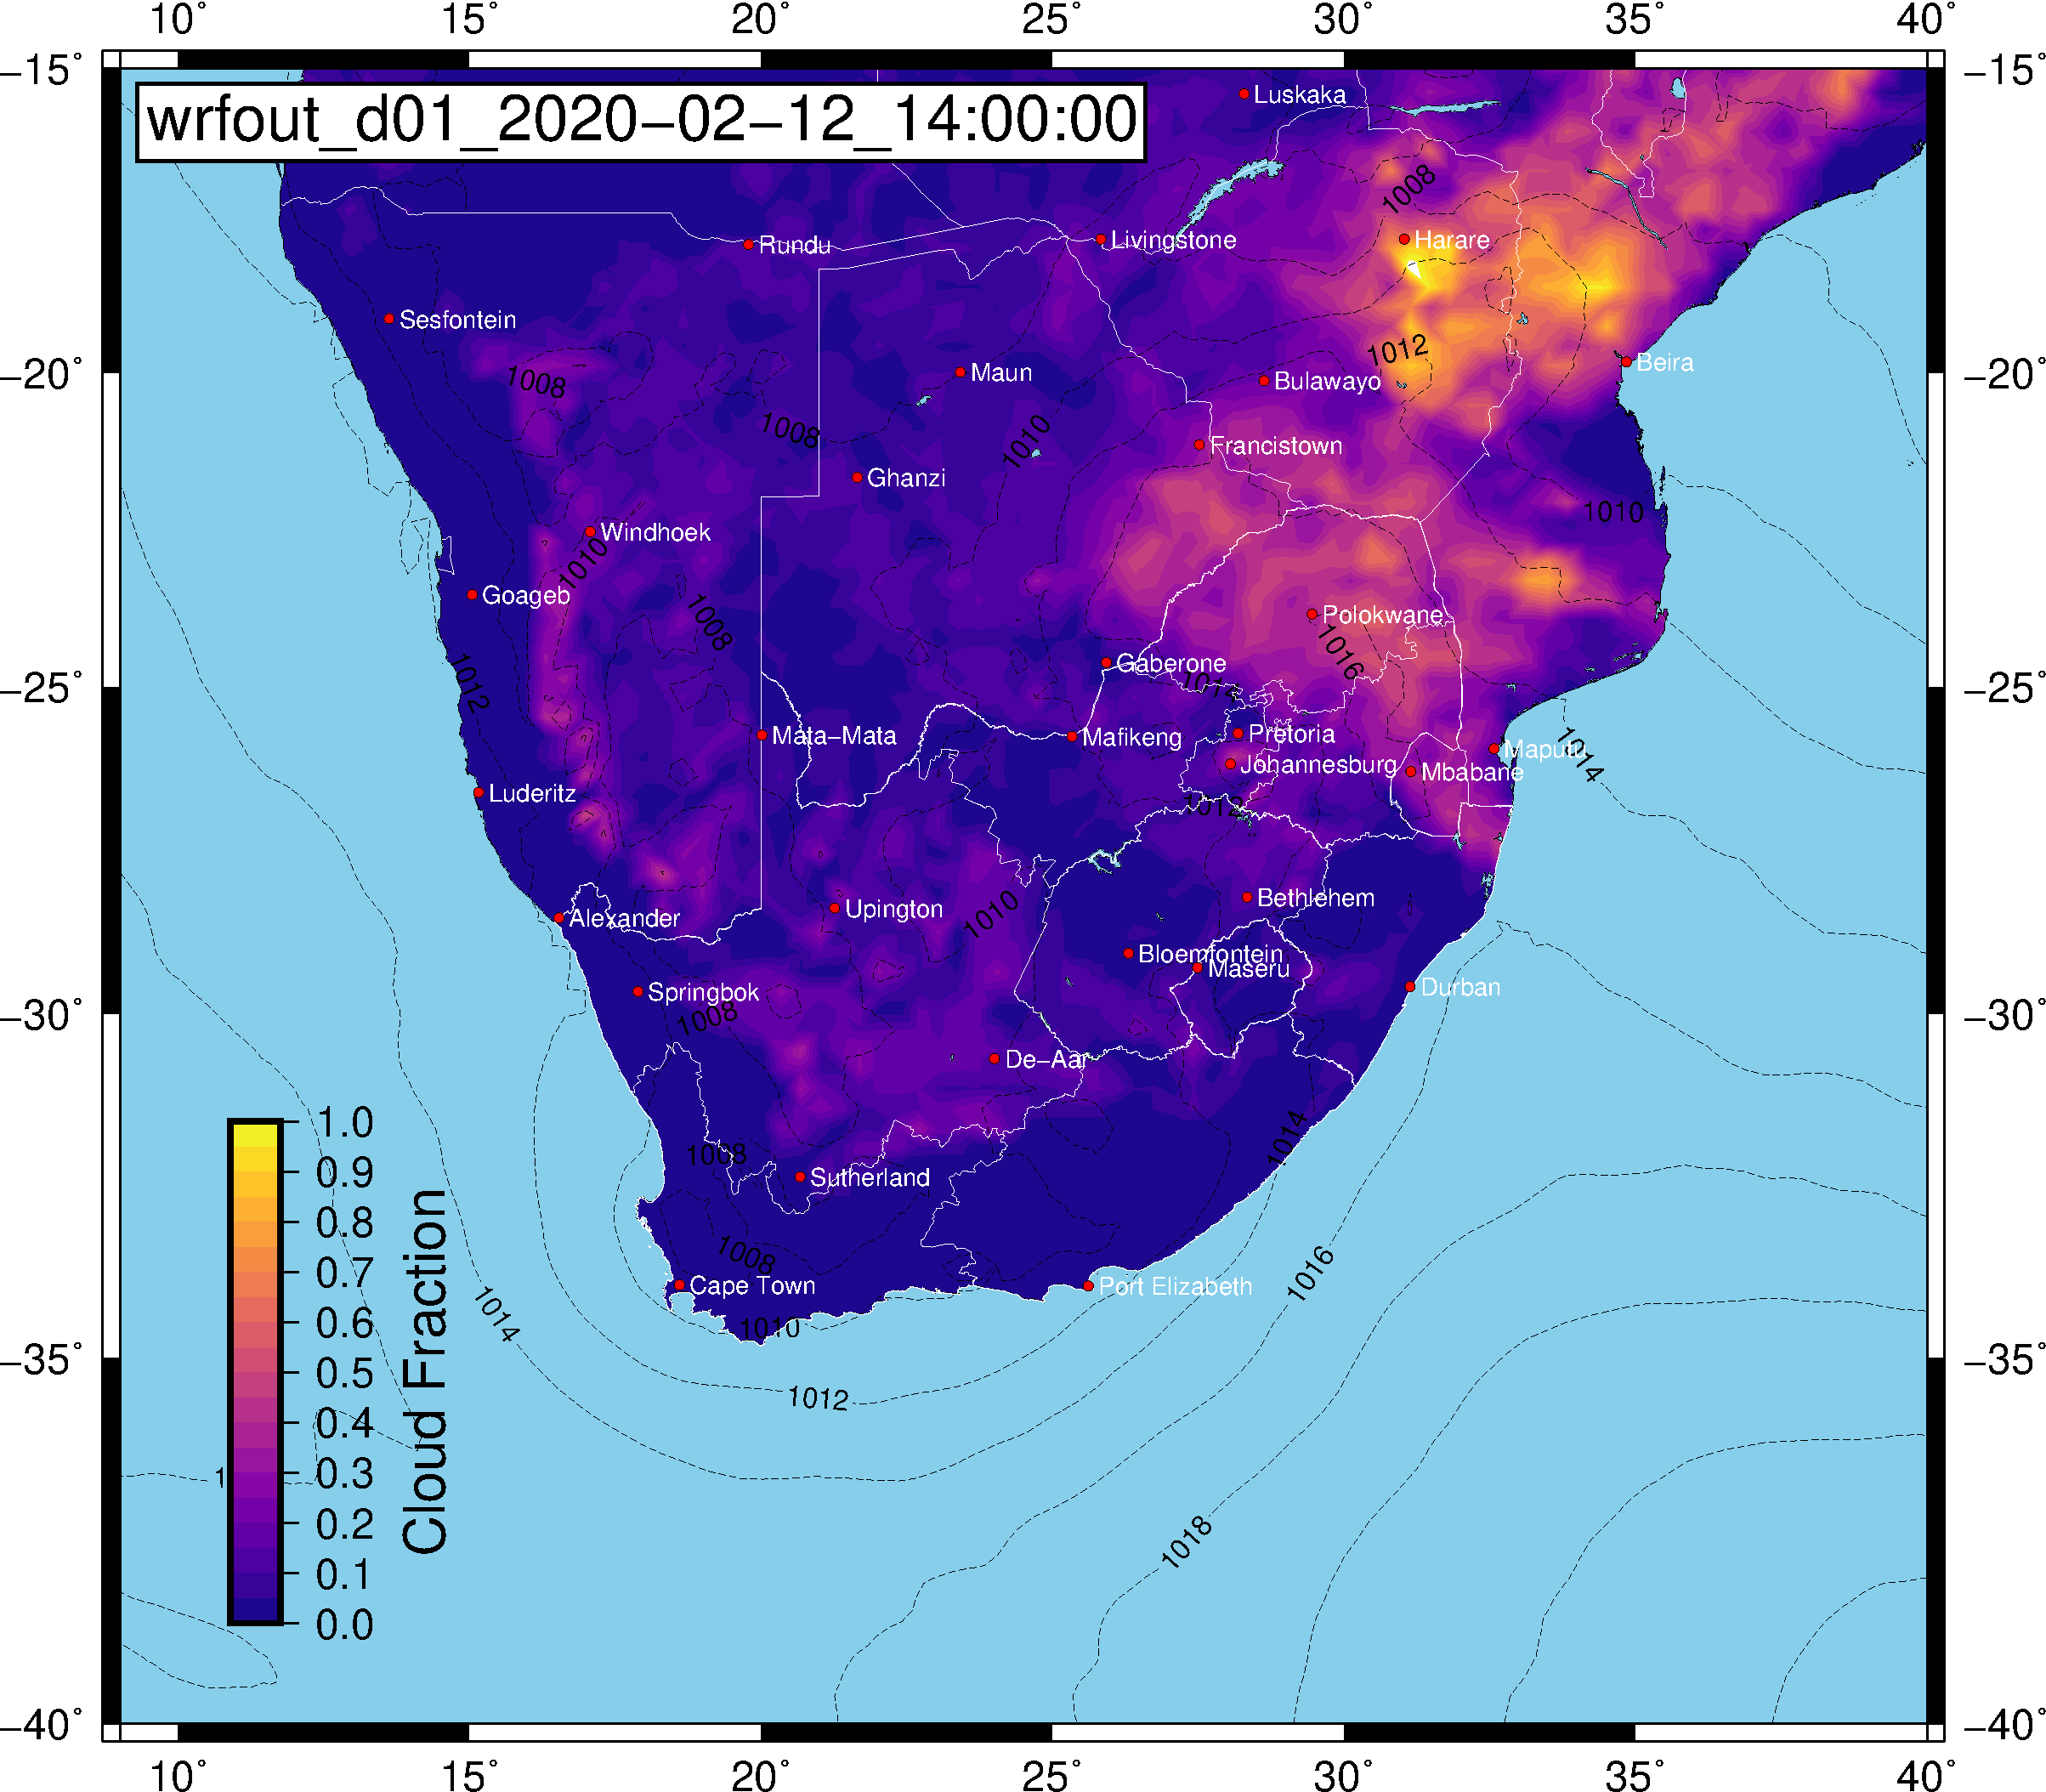 10° 15° 20° 25° 30° 35° 40°
−15° −15°
wrfout_d01_2020−02−12_14:00:00
Luskaka
1008
Rundu
Livingstone
Harare
Sesfontein
1012
Beira
−20° −20°
1008
Maun
Bulawayo
1008
1010
Francistown
Ghanzi
1010
Windhoek
1010
Goageb
1008
Polokwane
1016
Gaberone
1012
1014
−25° −25°
Mata−Mata
Mafikeng
Pretoria
Maputu
1014
Johannesburg
Mbabane
Luderitz
1012
Bethlehem
Alexander
Upington
1010
Bloemfontein
Maseru
Durban
Springbok
1008
−30° −30°
De−Aar
1014
1008
Sutherland
1008
1016
Cape Town
Port Elizabeth
1014
1010
−35° −35°
1012
1018
1.0
0.9
0.8
0.7
0.6
0.5
0.4
0.3
0.2
0.1
0.0
Cloud Fraction
−40° −40°
10° 15° 20° 25° 30° 35° 40°